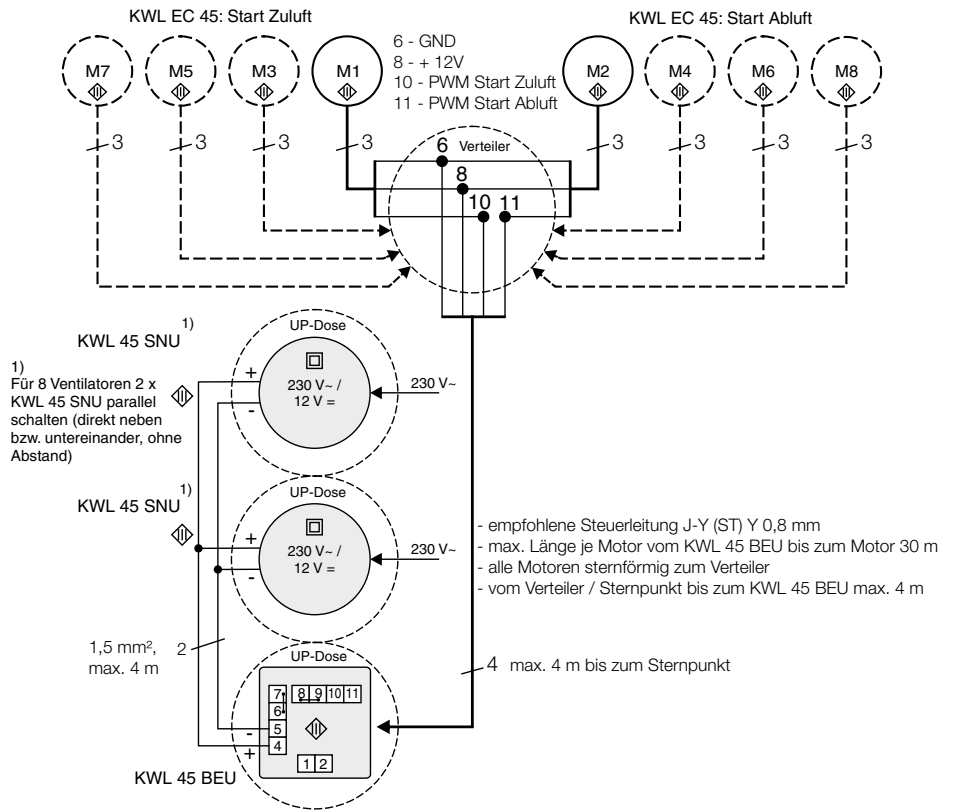 KWL EC 45: Start Zuluft
KWL EC 45: Start Abluft
M7
M5
M3
M1
6 - GND
8 - + 12V
10 - PWM Start Zuluft
11 - PWM Start Abluft
M2
M4
M6
M8
3
3
3
3
3
3
3
3
6
Verteiler
8
10
11
KWL 45 SNU 1)
UP-Dose
1)
Für 8 Ventilatoren 2 x
KWL 45 SNU parallel
schalten (direkt neben
bzw. untereinander, ohne
Abstand)
+
-
230 V~ /
12 V =
230 V~
KWL 45 SNU 1)
UP-Dose
+
-
230 V~ /
12 V =
230 V~
- empfohlene Steuerleitung J-Y (ST) Y 0,8 mm
- max. Länge je Motor vom KWL 45 BEU bis zum Motor 30 m
- alle Motoren sternförmig zum Verteiler
- vom Verteiler / Sternpunkt bis zum KWL 45 BEU max. 4 m
1,5 mm²,
max. 4 m
2
UP-Dose
4 max. 4 m bis zum Sternpunkt
7
8 9 10 11
6
5
4
-
+
1 2
KWL 45 BEU